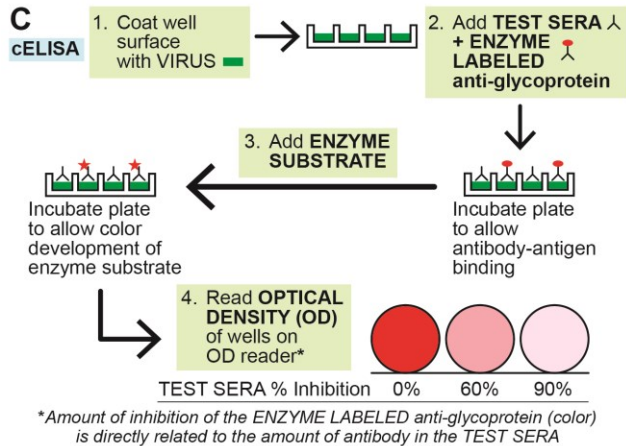 C
cELISA
1. Coat well
surface
with VIRUS
2. Add TEST SERA
+ ENZYME
LABELED
anti-glycoprotein
3. Add ENZYME
SUBSTRATE
Incubate plate
to allow color
development of
enzyme substrate
Incubate plate
to allow
antibody-antigen
binding
4. Read OPTICAL
DENSITY (OD)
of wells on
OD reader*
TEST SERA % Inhibition 0% 60% 90%
*Amount of inhibition of the ENZYME LABELED anti-glycoprotein (color)
is directly related to the amount of antibody in the TEST SERA